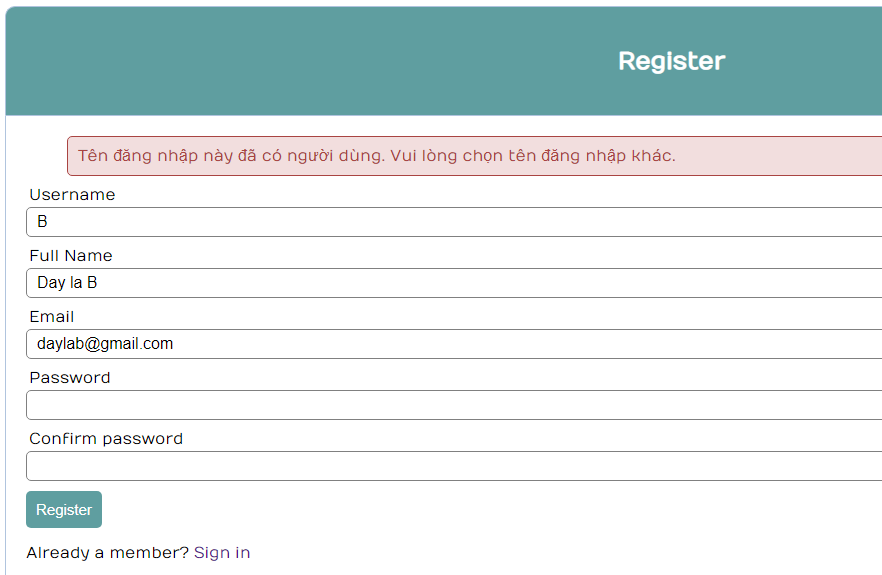 Register
Tên đăng nhập này đã có người dùng. Vui lòng chọn tên đăng nhập khác.
Username
B
Full Name
Day la B
Email
daylab@gmail.com
Password
Confirm password
Register
Already a member? Sign in